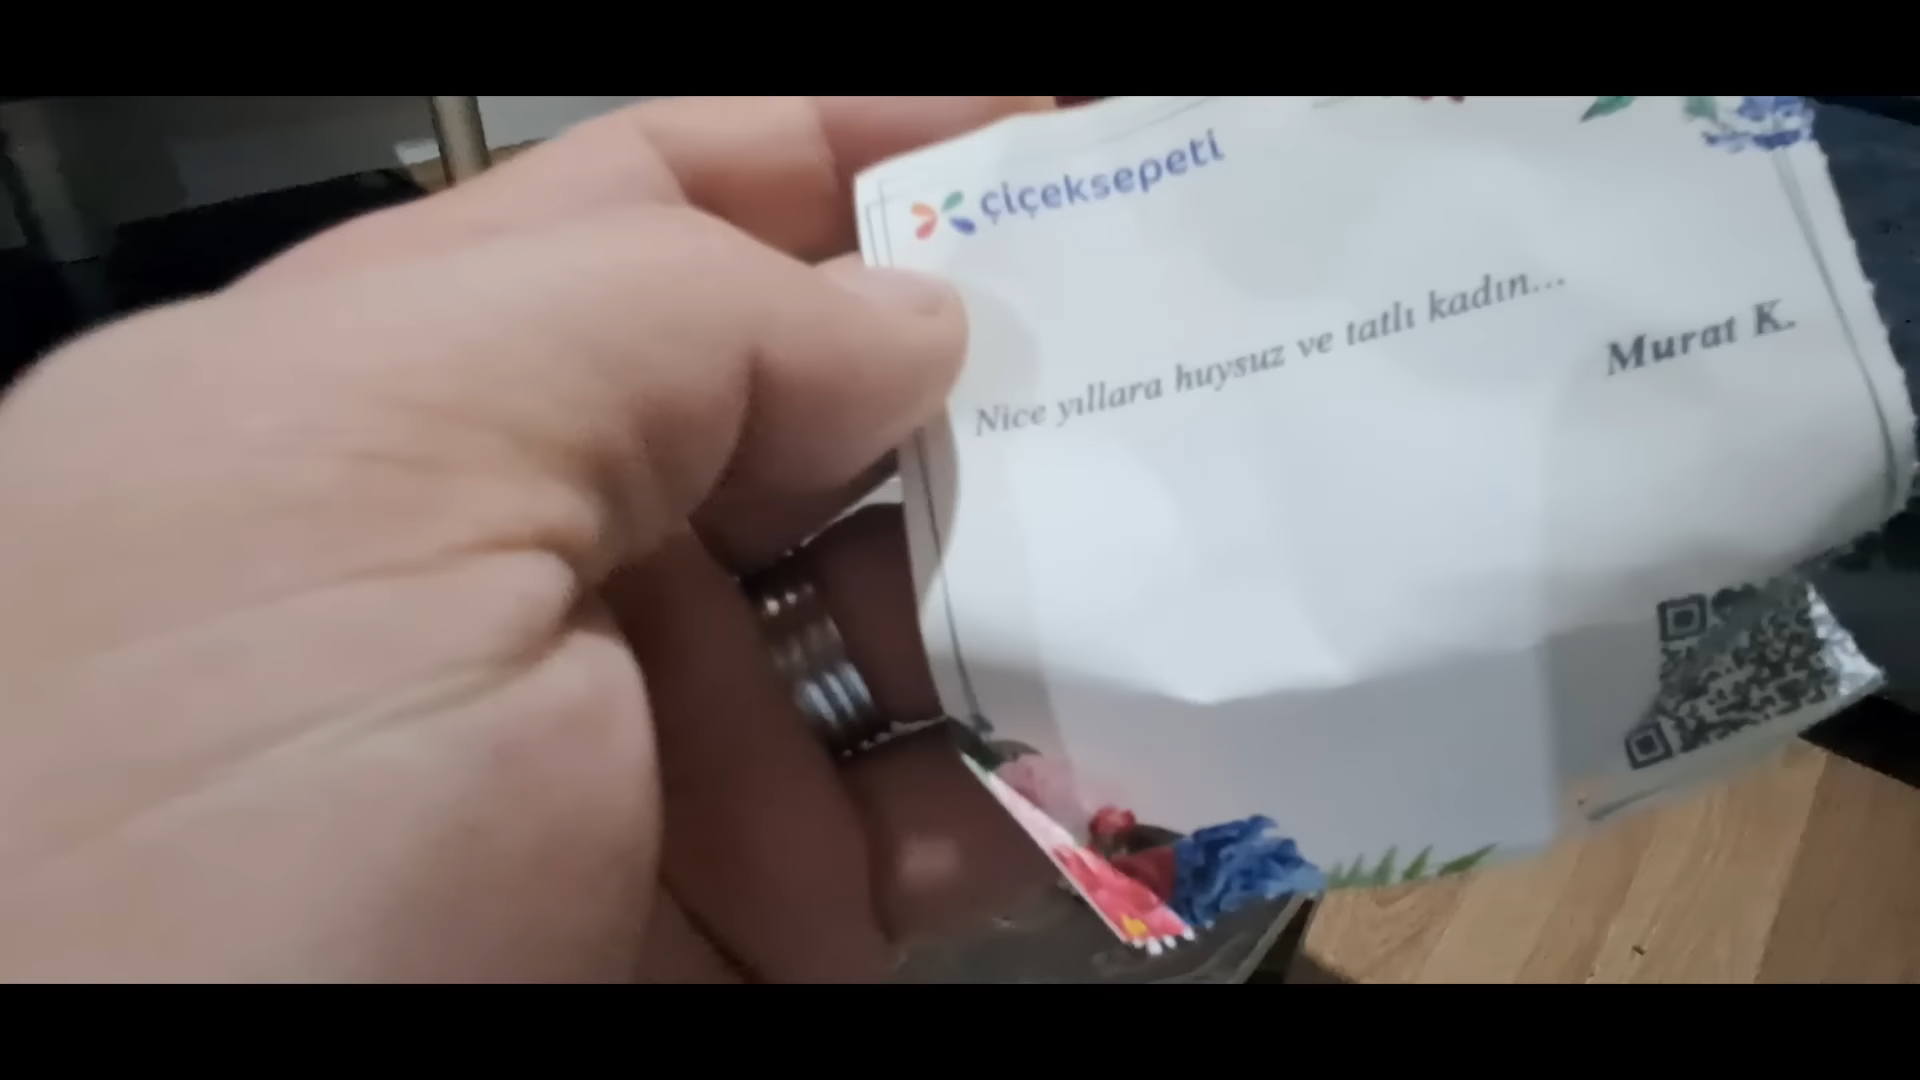 çiçeksepeti
Nice yıllara huysuz ve tatlı kadın...
Murat K.